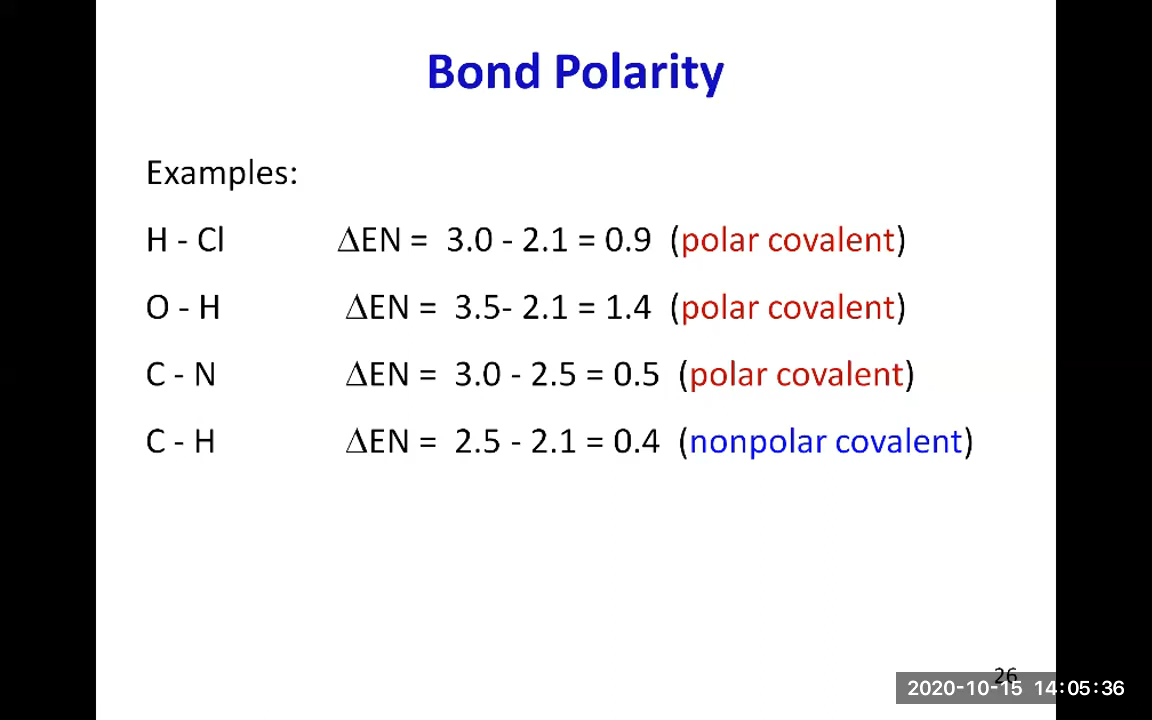 Bond Polarity
Examples:
H - Cl ΔEN = 3.0 - 2.1 = 0.9 (polar covalent)
O - H ΔEN = 3.5- 2.1 = 1.4 (polar covalent)
C - N ΔEN = 3.0 - 2.5 = 0.5 (polar covalent)
C - H ΔEN = 2.5 - 2.1 = 0.4 (nonpolar covalent)
26
2020-10-15 14:05:36